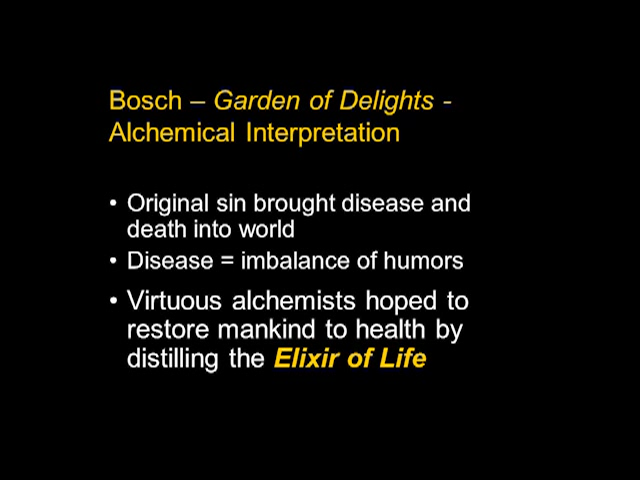 Bosch – Garden of Delights -
Alchemical Interpretation
• Original sin brought disease and
death into world
• Disease = imbalance of humors
• Virtuous alchemists hoped to
restore mankind to health by
distilling the Elixir of Life